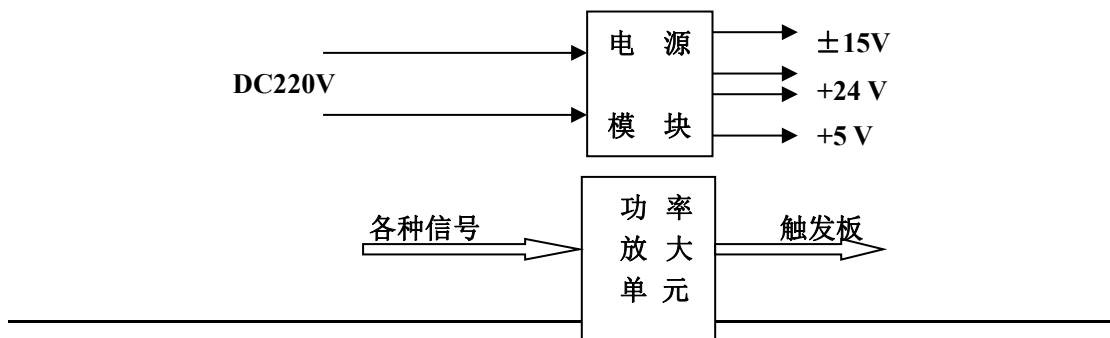 电 源
±15V
DC220V
+24 V
模 块
+5 V
功 率
各种信号
触发板
放 大
单 元